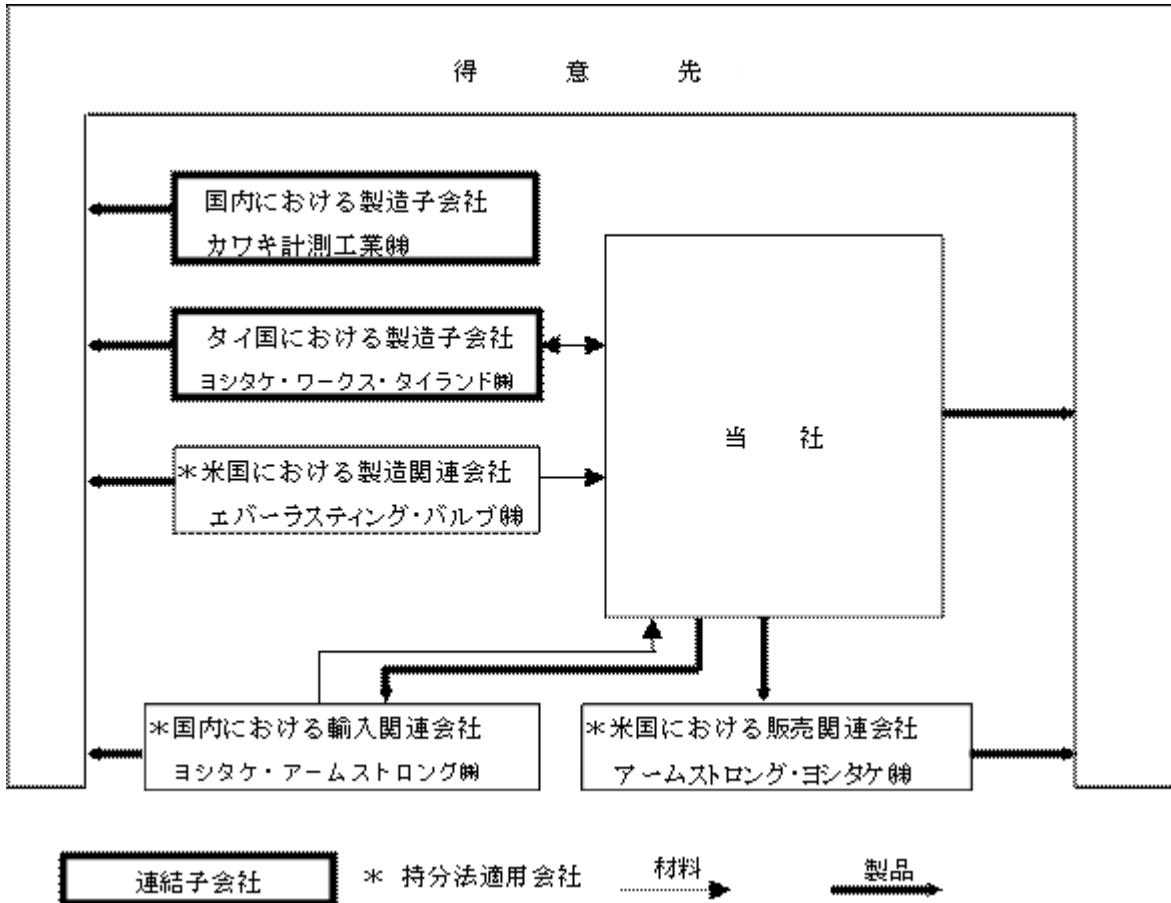 得意先
国内における製造子会社
カワキ計測工業㈱
タイ国における製造子会社
ヨシタケ・ワークス・タイランド㈱
*米国における製造関連会社
エバーラスティング・バルブ㈱
当社
*国内における輸入関連会社
ヨシタケ・アームストロング㈱
*米国における販売関連会社
アームストロング・ヨシタケ㈱
連結子会社
* 持分法適用会社
材料
製品